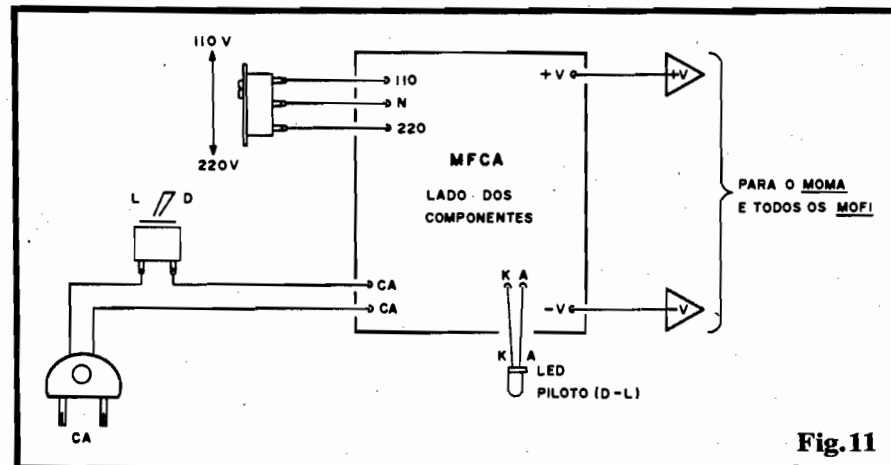 110 V
220V
110
N
220
+V
+V
MFCA
LADO DOS
COMPONENTES
PARA O MOMA
E TODOS OS MOFI
L D
CA
CA
K A
-V
-V
K A
LED
PILOTO (D-L)
CA
Fig.11